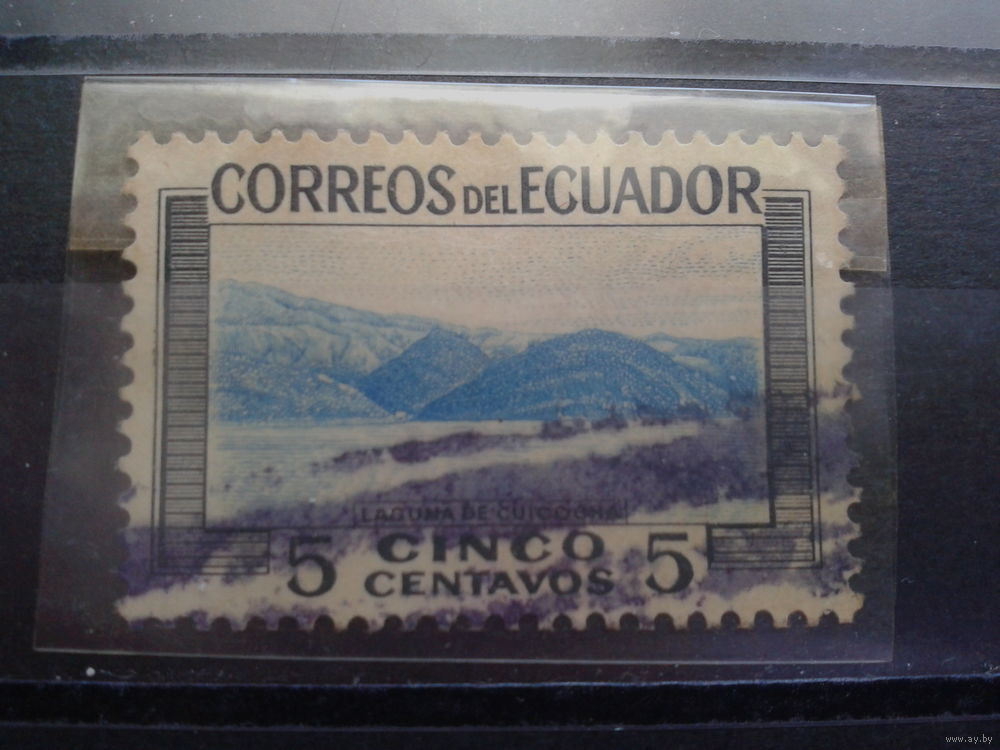 CORREOS DEL ECUADOR
LAGUNA DE CUICOCHA
5 CINCO 5
CENTAVOS
www.ay.by